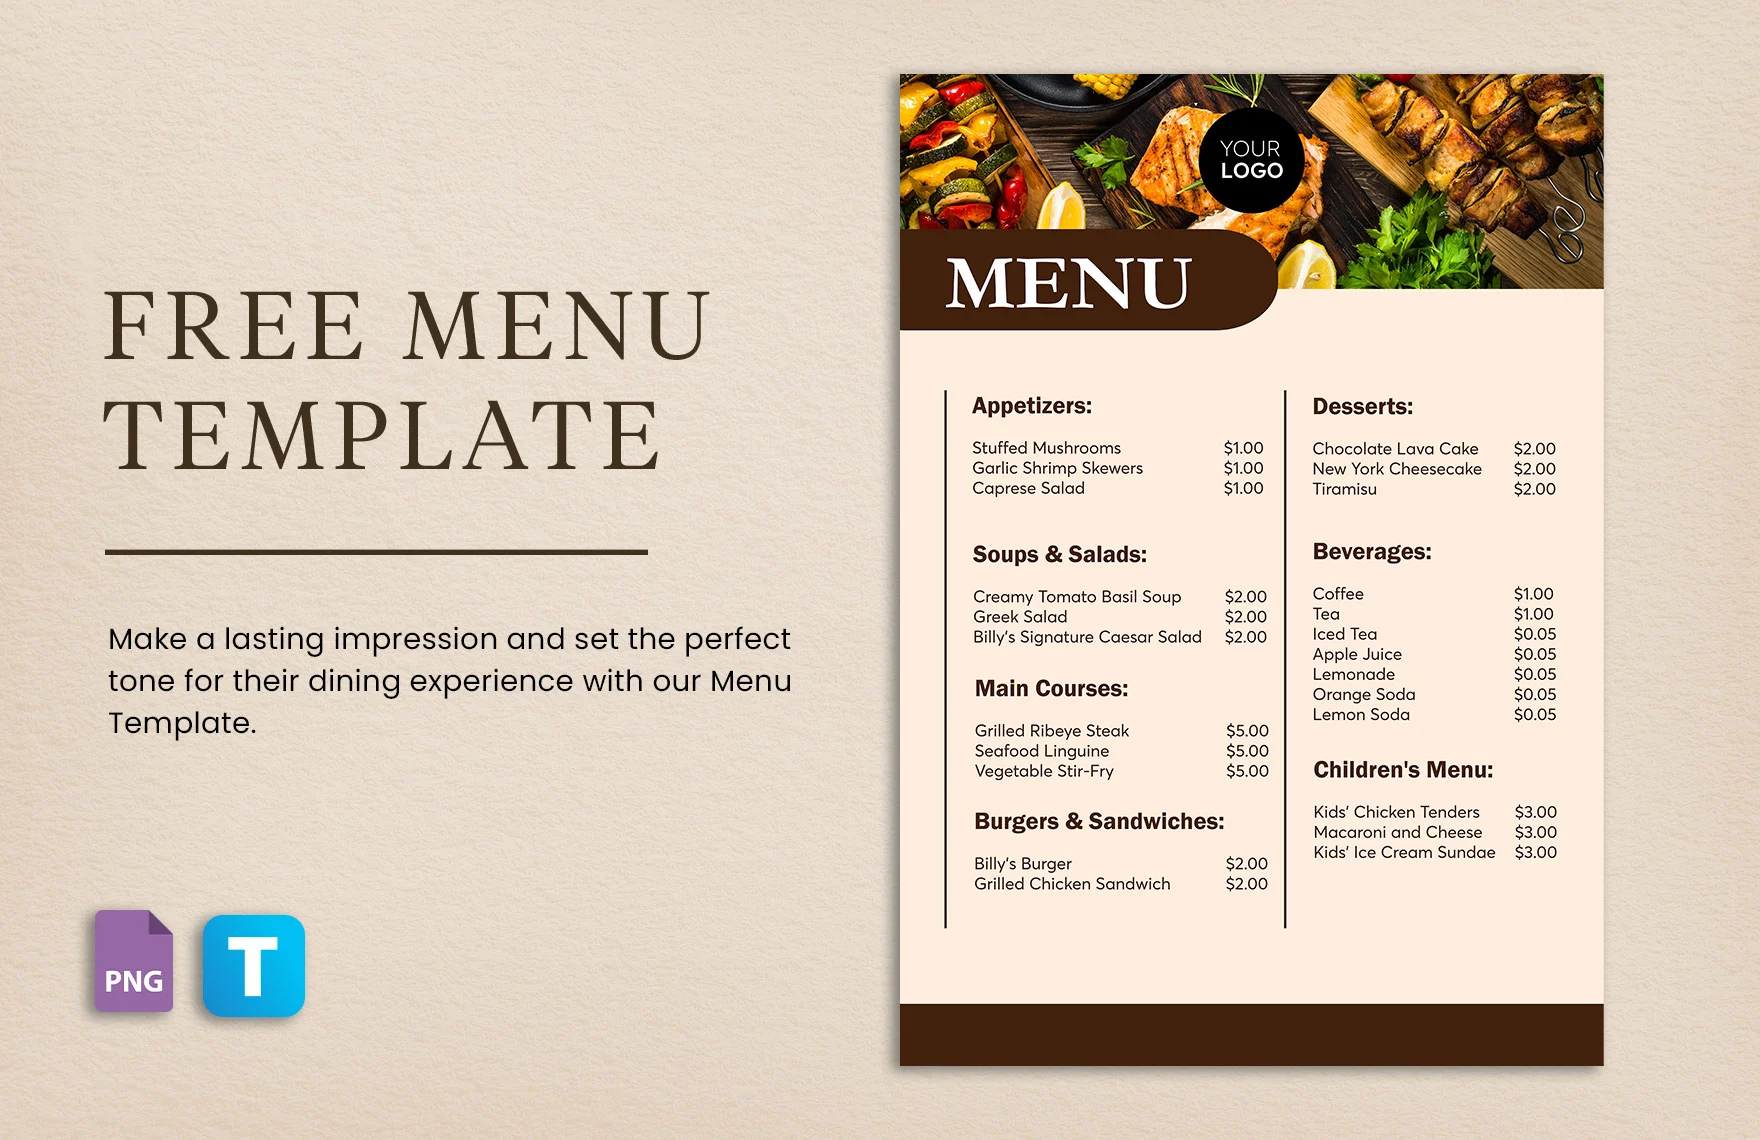 FREE MENU
TEMPLATE
Make a lasting impression and set the perfect
tone for their dining experience with our Menu
Template.
PNG
T
YOUR
LOGO
MENU
Appetizers:
Stuffed Mushrooms $1.00
Garlic Shrimp Skewers $1.00
Caprese Salad $1.00
Soups & Salads:
Creamy Tomato Basil Soup $2.00
Greek Salad $2.00
Billy's Signature Caesar Salad $2.00
Main Courses:
Grilled Ribeye Steak $5.00
Seafood Linguine $5.00
Vegetable Stir-Fry $5.00
Burgers & Sandwiches:
Billy's Burger $2.00
Grilled Chicken Sandwich $2.00
Desserts:
Chocolate Lava Cake $2.00
New York Cheesecake $2.00
Tiramisu $2.00
Beverages:
Coffee $1.00
Tea $1.00
Iced Tea $0.05
Apple Juice $0.05
Lemonade $0.05
Orange Soda $0.05
Lemon Soda $0.05
Children's Menu:
Kids' Chicken Tenders $3.00
Macaroni and Cheese $3.00
Kids' Ice Cream Sundae $3.00